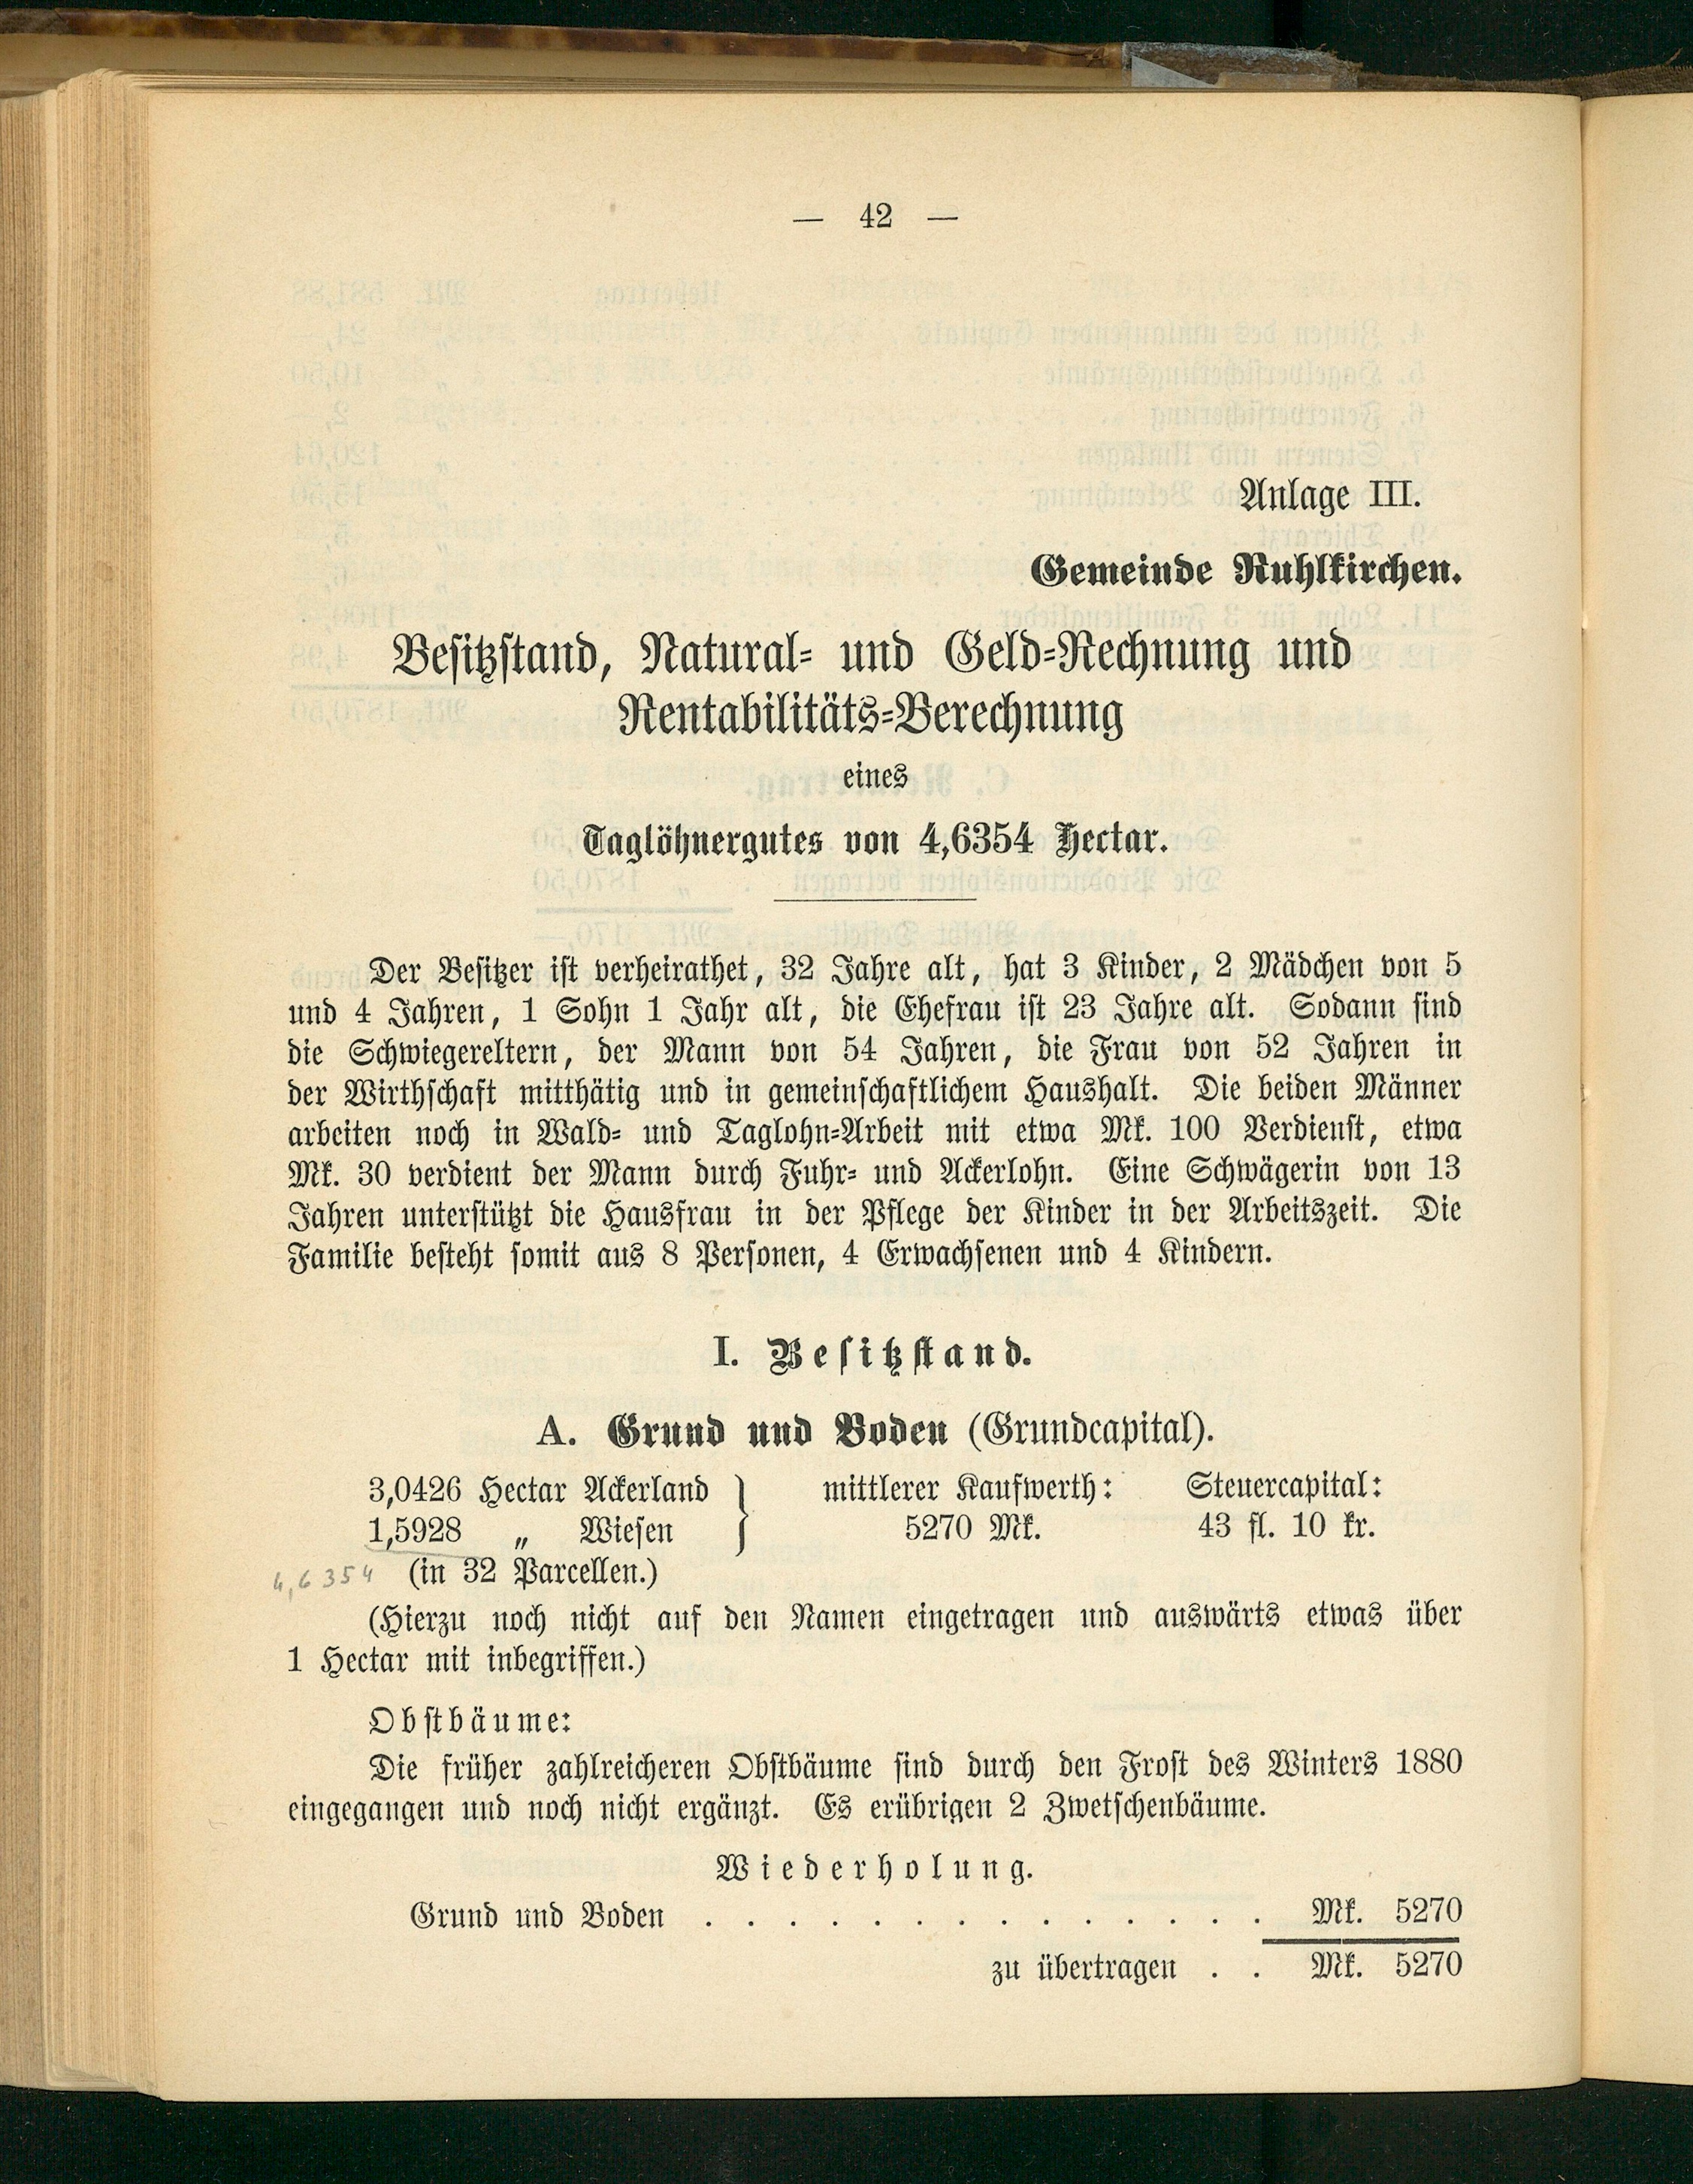 — 42 —
Anlage III.
Gemeinde Ruhlkirchen.
Besitzstand, Natural- und Geld-Rechnung und
Rentabilitäts-Berechnung
eines
Taglöhnergutes von 4,6354 Hectar.
Der Besitzer ist verheirathet, 32 Jahre alt, hat 3 Kinder, 2 Mädchen von 5
und 4 Jahren, 1 Sohn 1 Jahr alt, die Ehefrau ist 23 Jahre alt. Sodann sind
die Schwiegereltern, der Mann von 54 Jahren, die Frau von 52 Jahren in
der Wirthschaft mitthätig und in gemeinschaftlichem Haushalt. Die beiden Männer
arbeiten noch in Wald- und Taglohn-Arbeit mit etwa Mk. 100 Verdienst, etwa
Mk. 30 verdient der Mann durch Fuhr- und Ackerlohn. Eine Schwägerin von 13
Jahren unterstützt die Hausfrau in der Pflege der Kinder in der Arbeitszeit. Die
Familie besteht somit aus 8 Personen, 4 Erwachsenen und 4 Kindern.
I. Besitzstand.
A. Grund und Boden (Grundcapital).
3,0426 Hectar Ackerland } mittlerer Kaufwerth: Steuercapital:
1,5928 „ Wiesen 5270 Mk. 43 fl. 10 kr.
4,6354 (in 32 Parcellen.)
(Hierzu noch nicht auf den Namen eingetragen und auswärts etwas über
1 Hectar mit inbegriffen.)
Obstbäume:
Die früher zahlreicheren Obstbäume sind durch den Frost des Winters 1880
eingegangen und noch nicht ergänzt. Es erübrigen 2 Zwetschenbäume.
Wiederholung.
Grund und Boden . . . . . . . . . . . . . . Mk. 5270
zu übertragen . . Mk. 5270